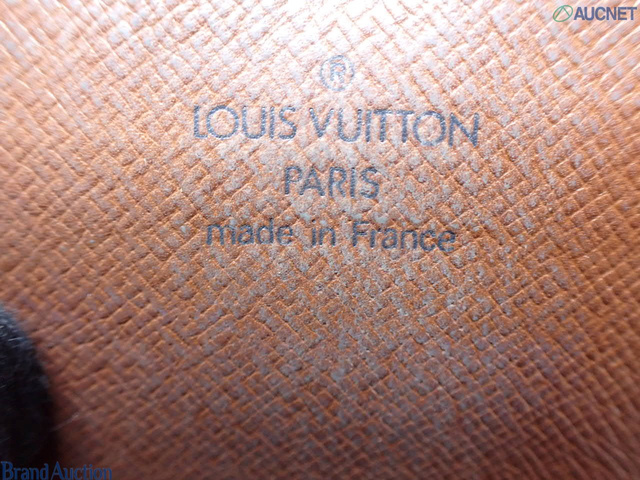 AUCNET
®
LOUIS VUITTON
PARIS
made in France
Brand Auction